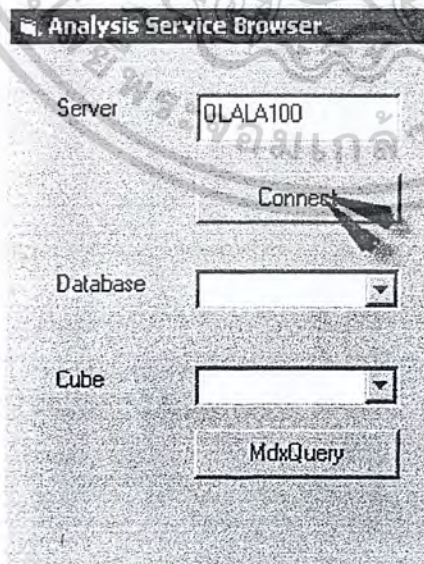 Analysis Service Browser
Server OLALA100
Connect
Database
Cube
MdxQuery